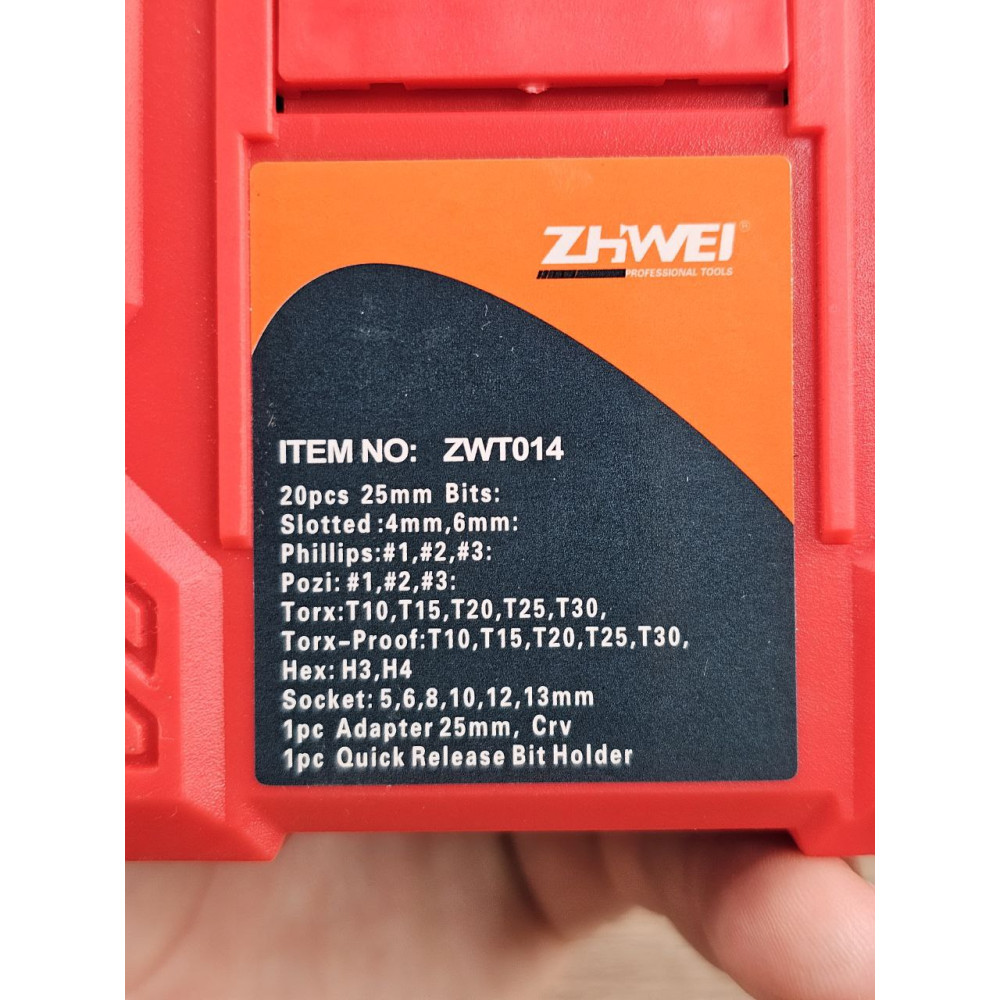 ZHWEI®
PROFESSIONAL TOOLS
ITEM NO: ZWT014
20pcs 25mm Bits:
Slotted :4mm,6mm:
Phillips:#1,#2,#3:
Pozi: #1,#2,#3:
Torx:T10,T15,T20,T25,T30,
Torx-Proof:T10,T15,T20,T25,T30,
Hex: H3,H4
Socket: 5,6,8,10,12,13mm
1pc Adapter 25mm, Crv
1pc Quick Release Bit Holder